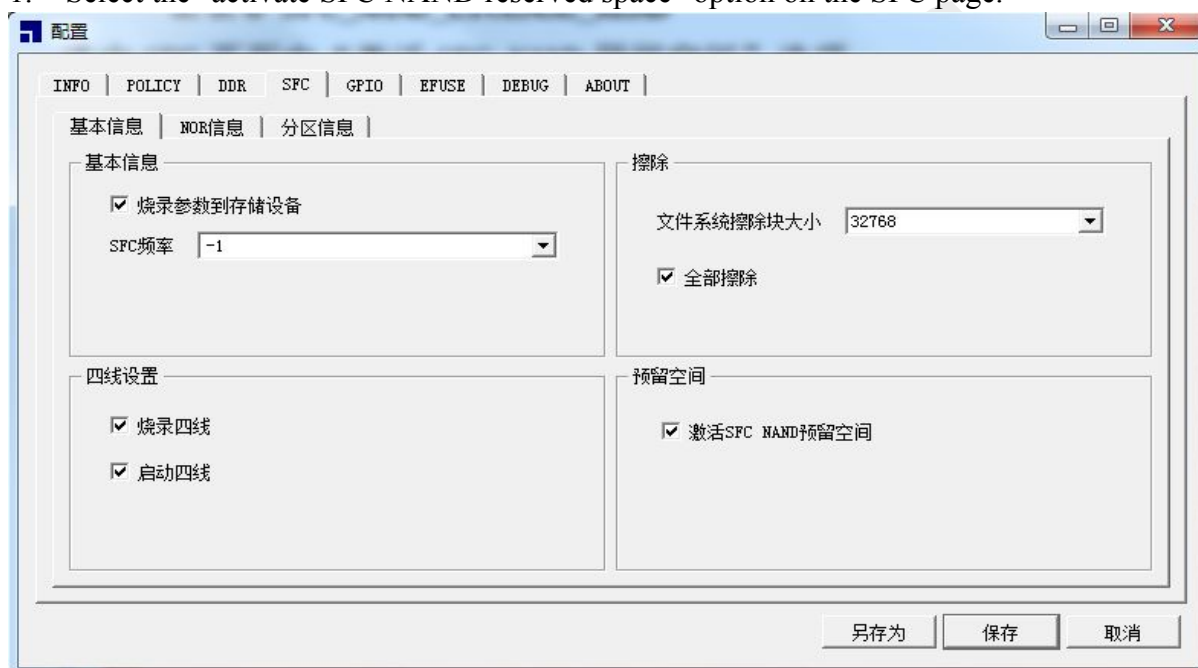 1. Select the "activate SFC NAND reserved space" option on the SFC page.
配置
INFO POLICY DDR SFC GPIO EFUSE DEBUG ABOUT
基本信息 NOR信息 分区信息
基本信息
烧录参数到存储设备
SFC频率 -1
擦除
文件系统擦除块大小 32768
全部擦除
四线设置
烧录四线
启动四线
预留空间
激活SFC NAND预留空间
另存为 保存 取消